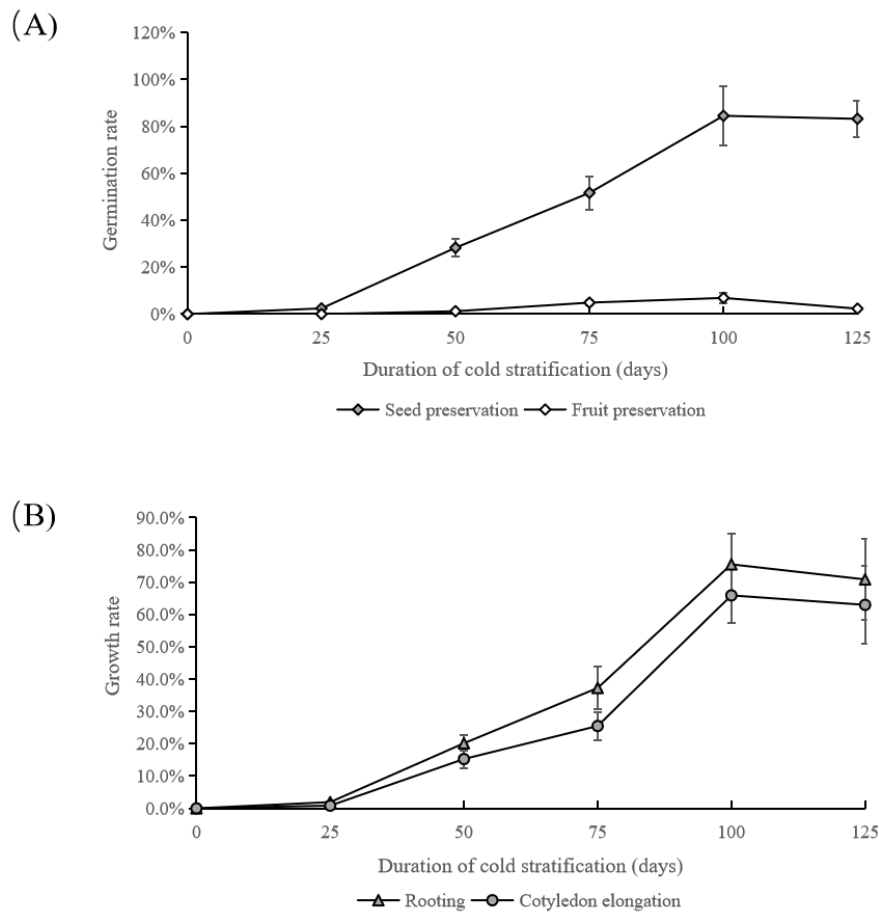 (A)
120%
100%
80%
60%
40%
20%
0%
Germination rate
0 25 50 75 100 125
Duration of cold stratification (days)
Seed preservation Fruit preservation
(B)
90.0%
80.0%
70.0%
60.0%
50.0%
40.0%
30.0%
20.0%
10.0%
0.0%
Growth rate
0 25 50 75 100 125
Duration of cold stratification (days)
Rooting Cotyledon elongation